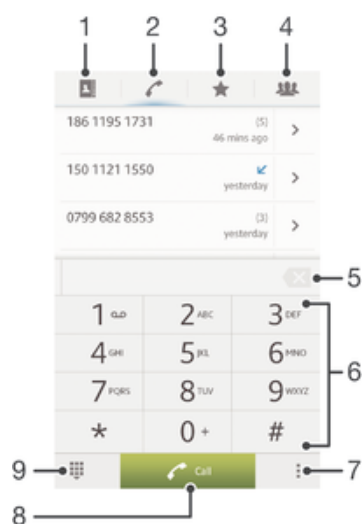 1 2 3 4
186 1195 1731 (5)
46 mins ago
150 1121 1550
yesterday
0799 682 8553 (3)
yesterday
5
1 2 ABC 3 DEF
4 GHI 5 JKL 6 MNO
6
7 PQRS 8 TUV 9 WXYZ
* 0 + #
9 Call 7
8